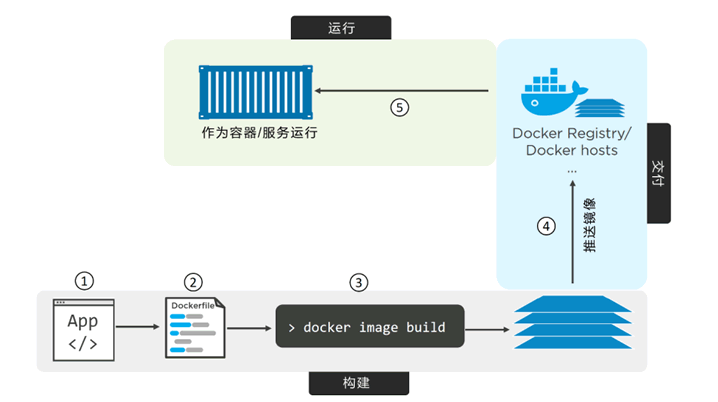 运行
作为容器/服务运行
⑤
Docker Registry/
Docker hosts
...
交付
④
推送镜像
①
②
③
App
</>
Dockerfile
> docker image build
构建